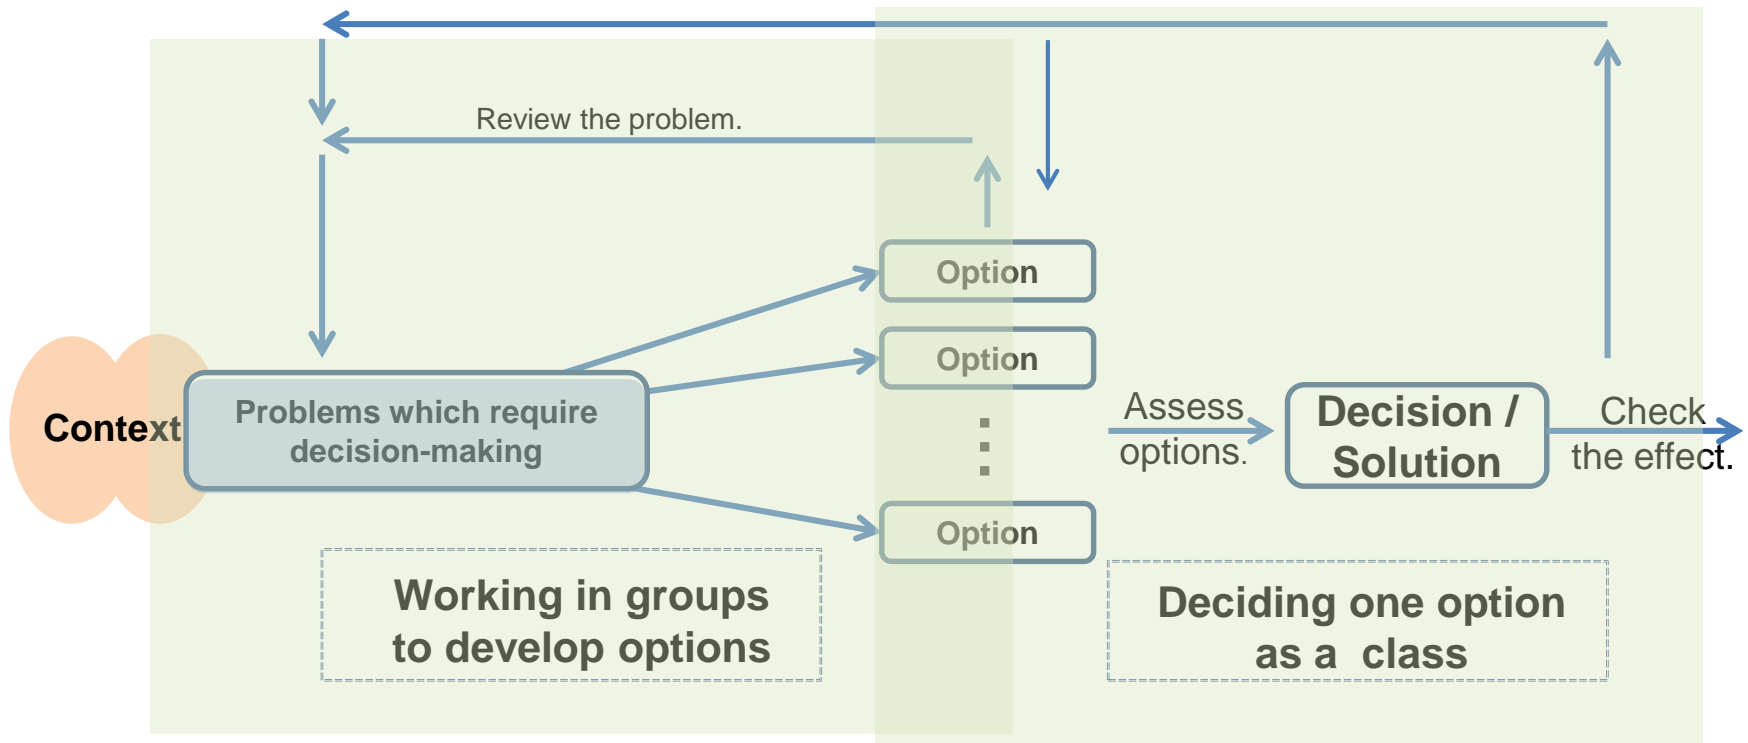 Review the problem.
Option
Option
Context
Problems which require
decision-making
Assess
options.
Decision /
Solution
Check
the effect.
Option
Working in groups
to develop options
Deciding one option
as a  class